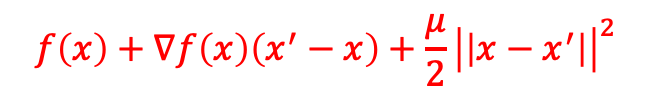 f(x) + ∇f(x)(x′ − x) + μ/2 ||x − x′||²